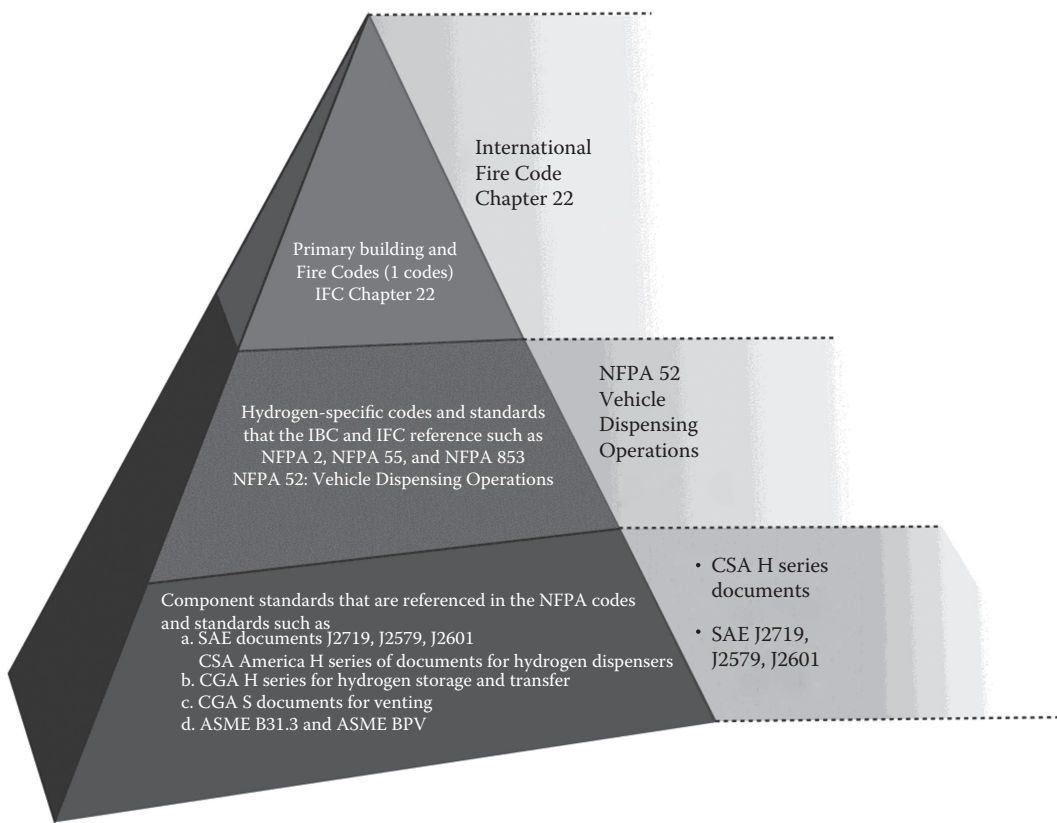 International
Fire Code
Chapter 22
Primary building and
Fire Codes (1 codes)
IFC Chapter 22
NFPA 52
Vehicle
Dispensing
Operations
Hydrogen-specific codes and standards
that the IBC and IFC reference such as
NFPA 2, NFPA 55, and NFPA 853
NFPA 52: Vehicle Dispensing Operations
• CSA H series
documents
• SAE J2719,
J2579, J2601
Component standards that are referenced in the NFPA codes
and standards such as
a. SAE documents J2719, J2579, J2601
CSA America H series of documents for hydrogen dispensers
b. CGA H series for hydrogen storage and transfer
c. CGA S documents for venting
d. ASME B31.3 and ASME BPV